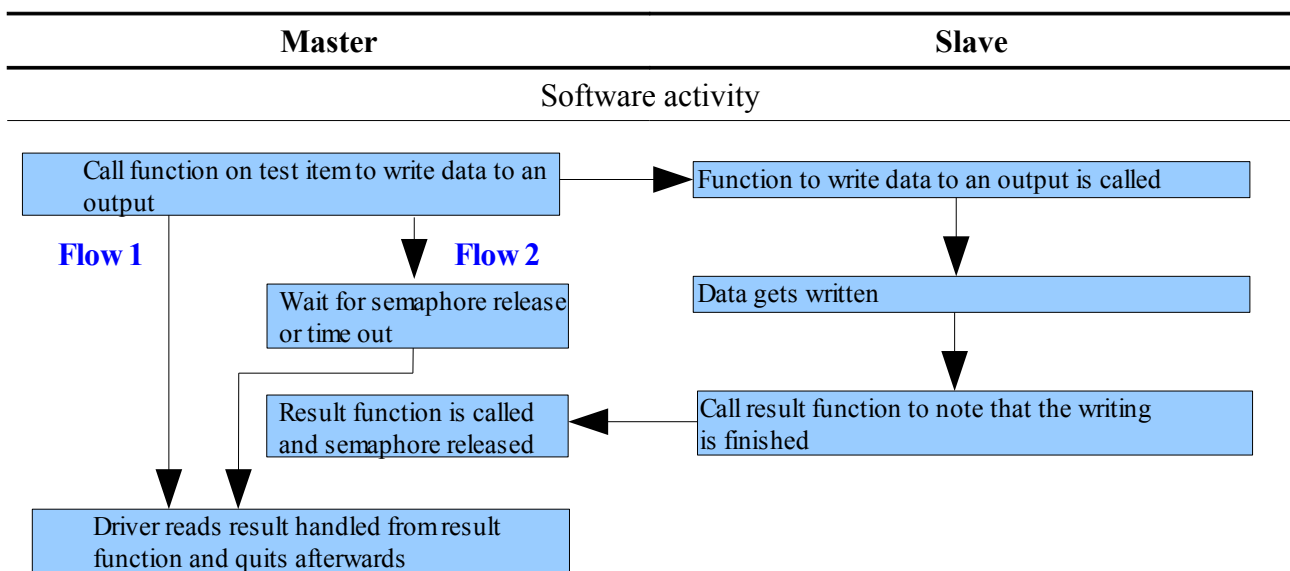 Master
Slave
Software activity
Call function on test item to write data to an
output
Function to write data to an output is called
Flow 1
Flow 2
Wait for semaphore release
or time out
Data gets written
Result function is called
and semaphore released
Call result function to note that the writing
is finished
Driver reads result handled from result
function and quits afterwards